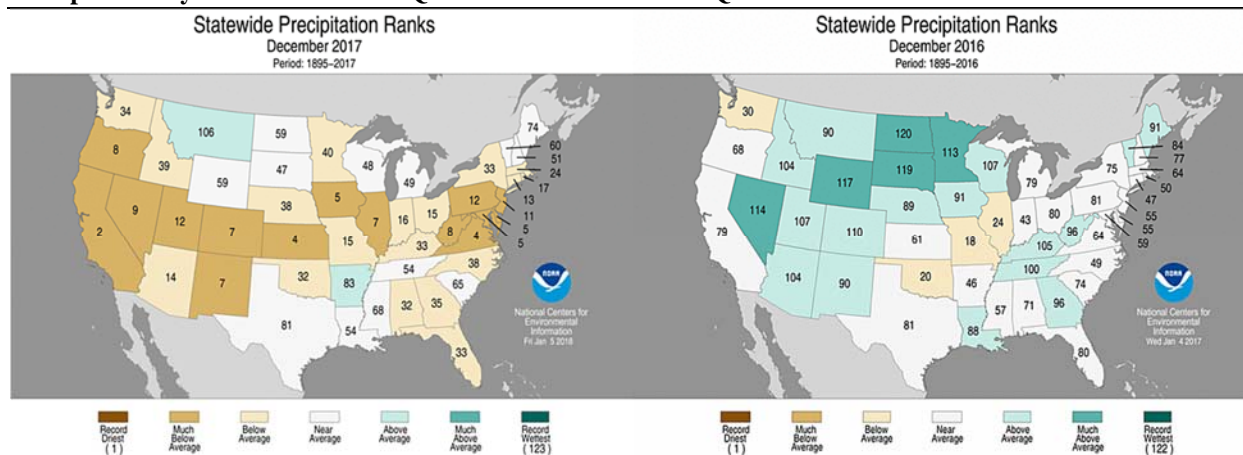 Statewide Precipitation Ranks
December 2017
Period: 1895–2017
34
106
59
40
74
8
39
59
47
48
49
33
60
51
24
17
13
11
5
5
9
12
7
38
5
7
16
15
12
2
4
15
33
8
4
14
7
32
83
54
38
65
81
54
68
32
35
33
NOAA
National Centers for
Environmental
Information
Fri Jan 5 2018
Record
Driest
(1)
Much
Below
Average
Below
Average
Near
Average
Above
Average
Much
Above
Average
Record
Wettest
(123)
Statewide Precipitation Ranks
December 2016
Period: 1895–2016
30
90
120
113
91
68
104
117
119
107
79
75
84
77
64
50
47
55
55
59
114
107
110
89
91
24
43
80
81
79
61
18
105
96
64
104
90
20
46
100
49
74
81
88
57
71
96
80
NOAA
National Centers for
Environmental
Information
Wed Jan 4 2017
Record
Driest
(1)
Much
Below
Average
Below
Average
Near
Average
Above
Average
Much
Above
Average
Record
Wettest
(122)